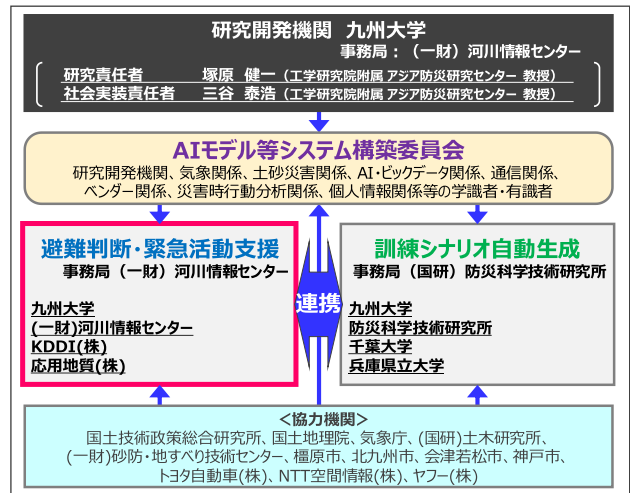 研究開発機関 九州大学
事務局：（一財）河川情報センター
研究責任者 塚原 健一（工学研究院附属 アジア防災研究センター 教授）
社会実装責任者 三谷 泰浩（工学研究院附属 アジア防災研究センター 教授）
AIモデル等システム構築委員会
研究開発機関、気象関係、土砂災害関係、AI・ビックデータ関係、通信関係、
ベンダー関係、災害時行動分析関係、個人情報関係等の学識者・有識者
避難判断・緊急活動支援
事務局（一財）河川情報センター
九州大学
(一財)河川情報センター
KDDI(株)
応用地質(株)
連携
訓練シナリオ自動生成
事務局（国研）防災科学技術研究所
九州大学
防災科学技術研究所
千葉大学
兵庫県立大学
＜協力機関＞
国土技術政策総合研究所、国土地理院、気象庁、(国研)土木研究所、
(一財)砂防・地すべり技術センター、橿原市、北九州市、会津若松市、神戸市、
トヨタ自動車(株)、NTT空間情報(株)、ヤフー(株)